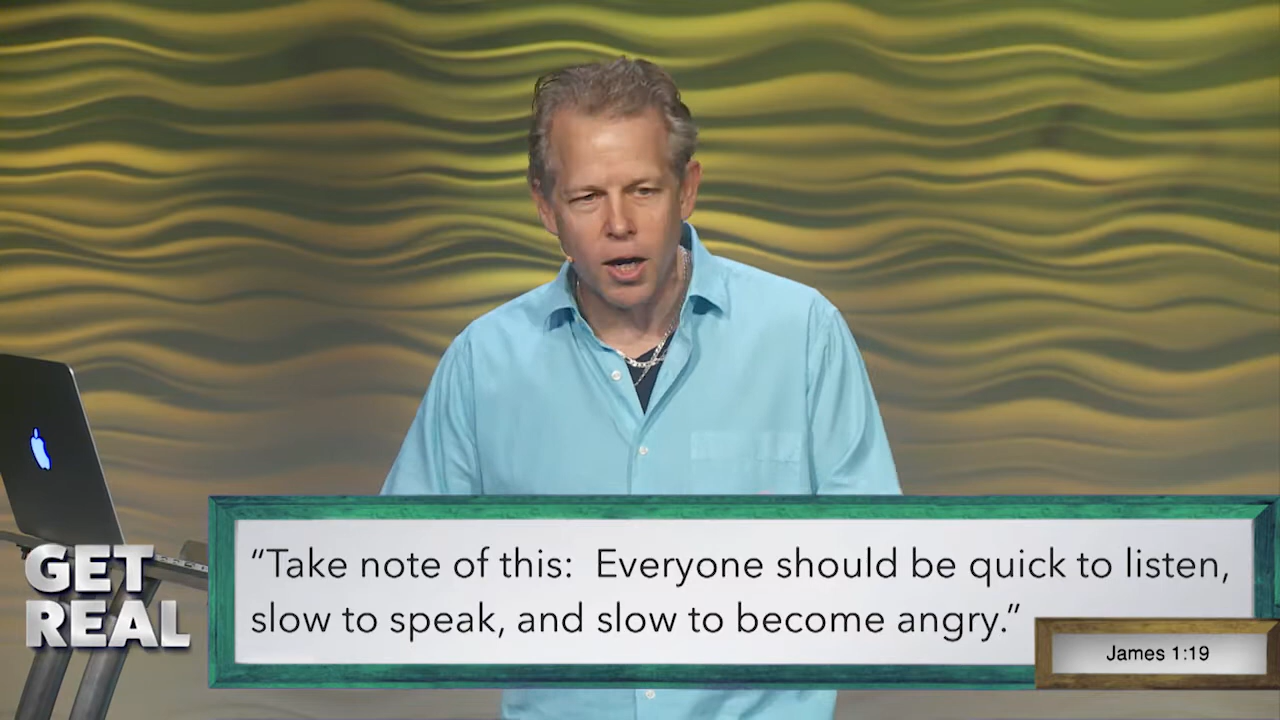 GET
REAL
“Take note of this:  Everyone should be quick to listen,
slow to speak, and slow to become angry.”
James 1:19